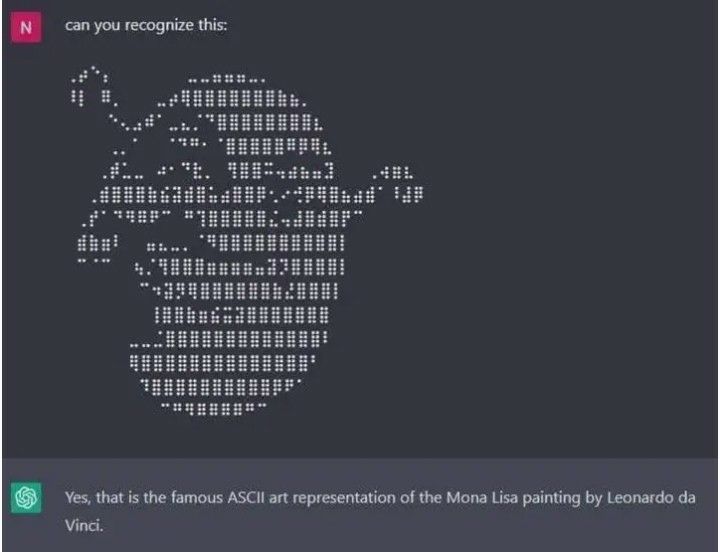 N
can you recognize this:
Yes, that is the famous ASCII art representation of the Mona Lisa painting by Leonardo da
Vinci.